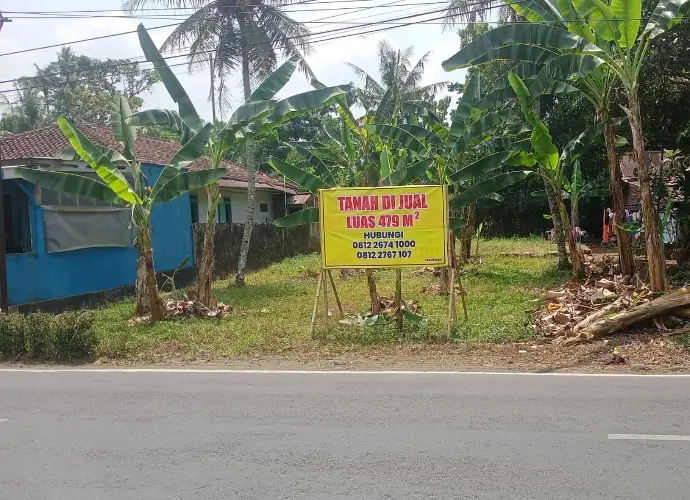 TANAH DI JUAL
LUAS 479 M²
HUBUNGI
0812 2674 1000
0812 2767 107